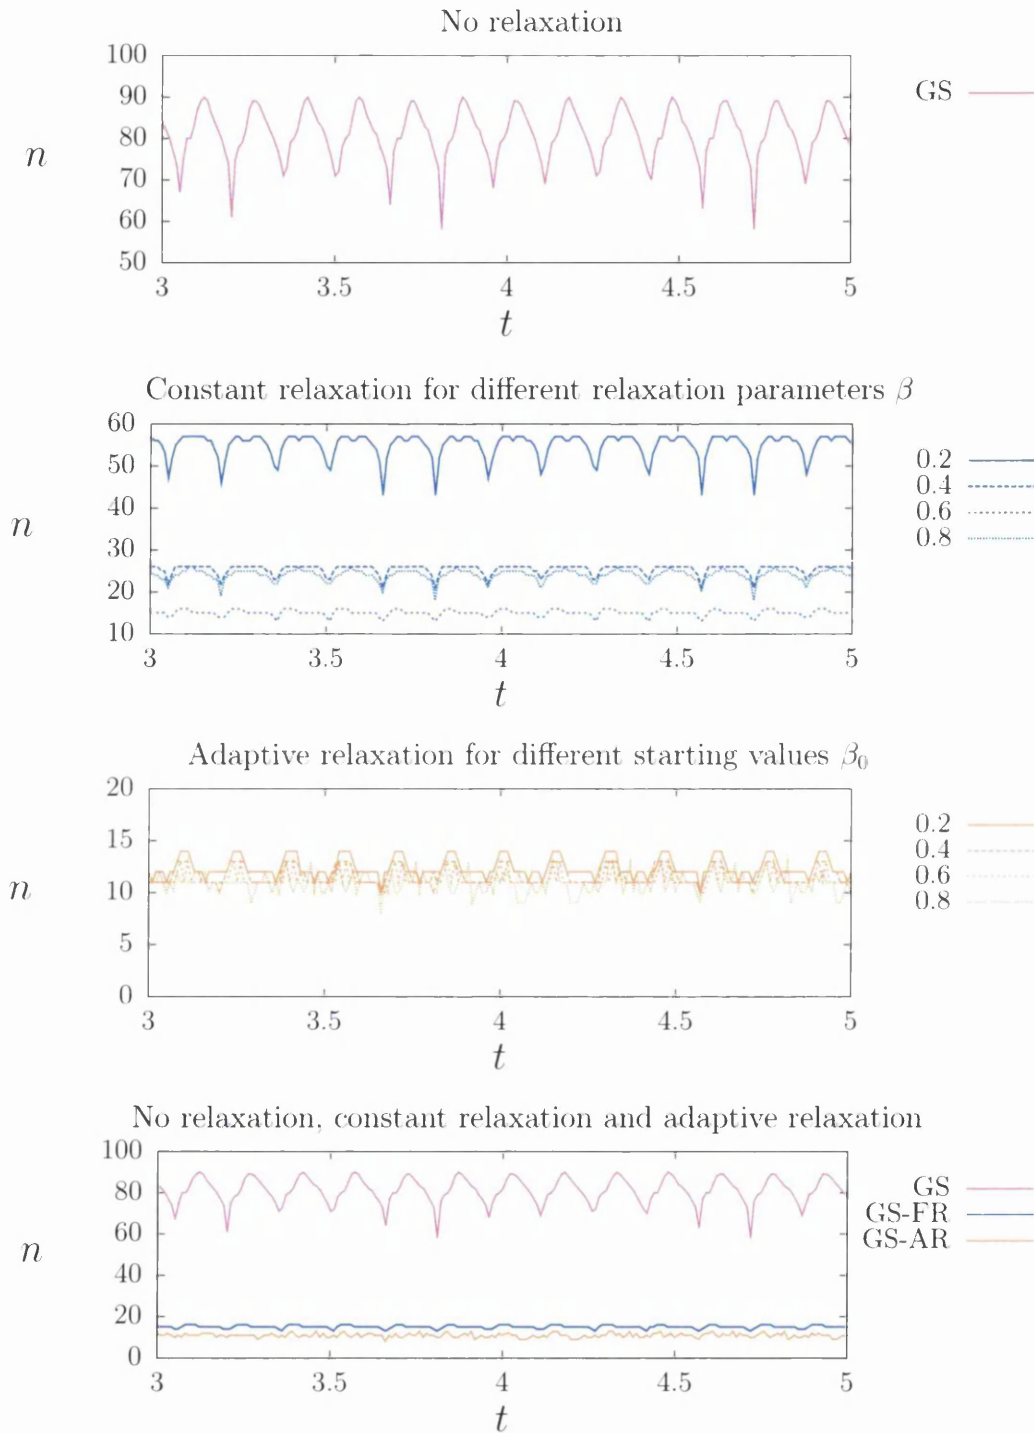 No relaxation
100
90
80
70
60
50
n
3 3.5 4 4.5 5
t
GS
Constant relaxation for different relaxation parameters β
60
50
40
30
20
10
n
3 3.5 4 4.5 5
t
0.2
0.4
0.6
0.8
Adaptive relaxation for different starting values β₀
20
15
10
5
0
n
3 3.5 4 4.5 5
t
0.2
0.4
0.6
0.8
No relaxation, constant relaxation and adaptive relaxation
100
80
60
40
20
0
n
3 3.5 4 4.5 5
t
GS
GS-FR
GS-AR